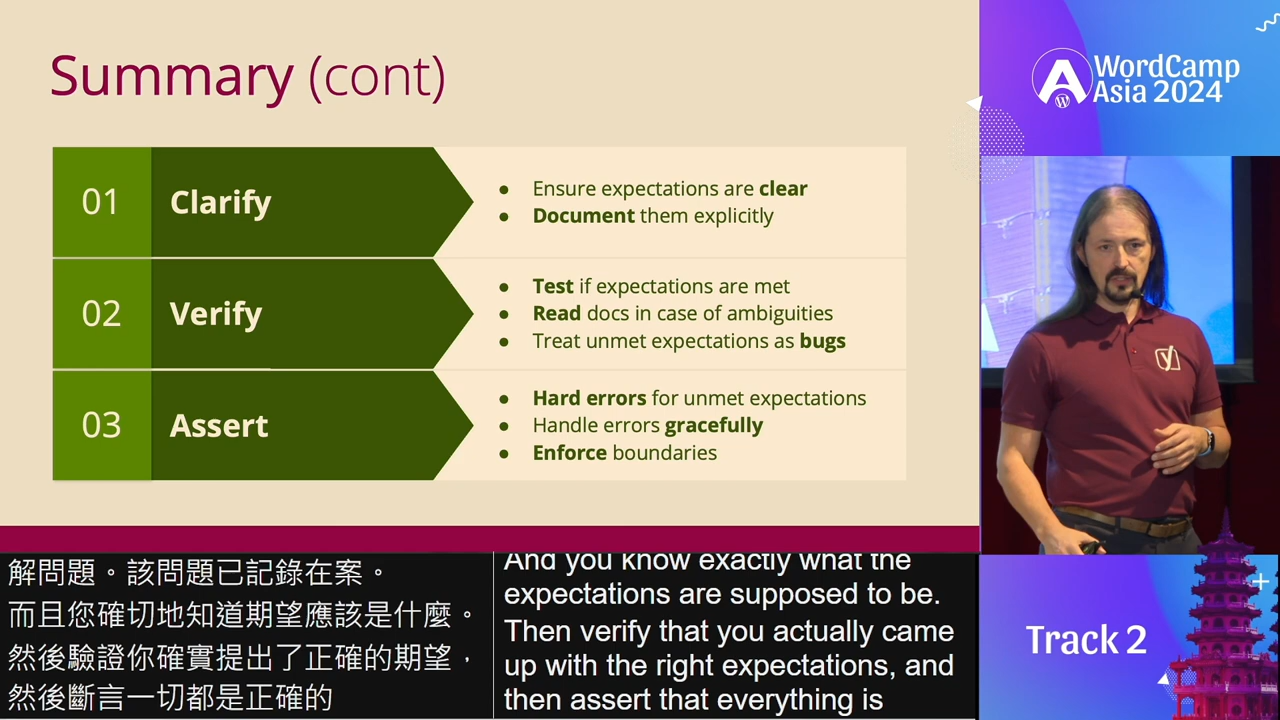 Summary (cont)
01
Clarify
● Ensure expectations are clear
● Document them explicitly
02
Verify
● Test if expectations are met
● Read docs in case of ambiguities
● Treat unmet expectations as bugs
03
Assert
● Hard errors for unmet expectations
● Handle errors gracefully
● Enforce boundaries
WordCamp
Asia 2024
解問題。該問題已記錄在案。
而且您確切地知道期望應該是什麼。
然後驗證你確實提出了正確的期望，
然後斷言一切都是正確的
And you know exactly what the
expectations are supposed to be.
Then verify that you actually came
up with the right expectations, and
then assert that everything is
Track 2